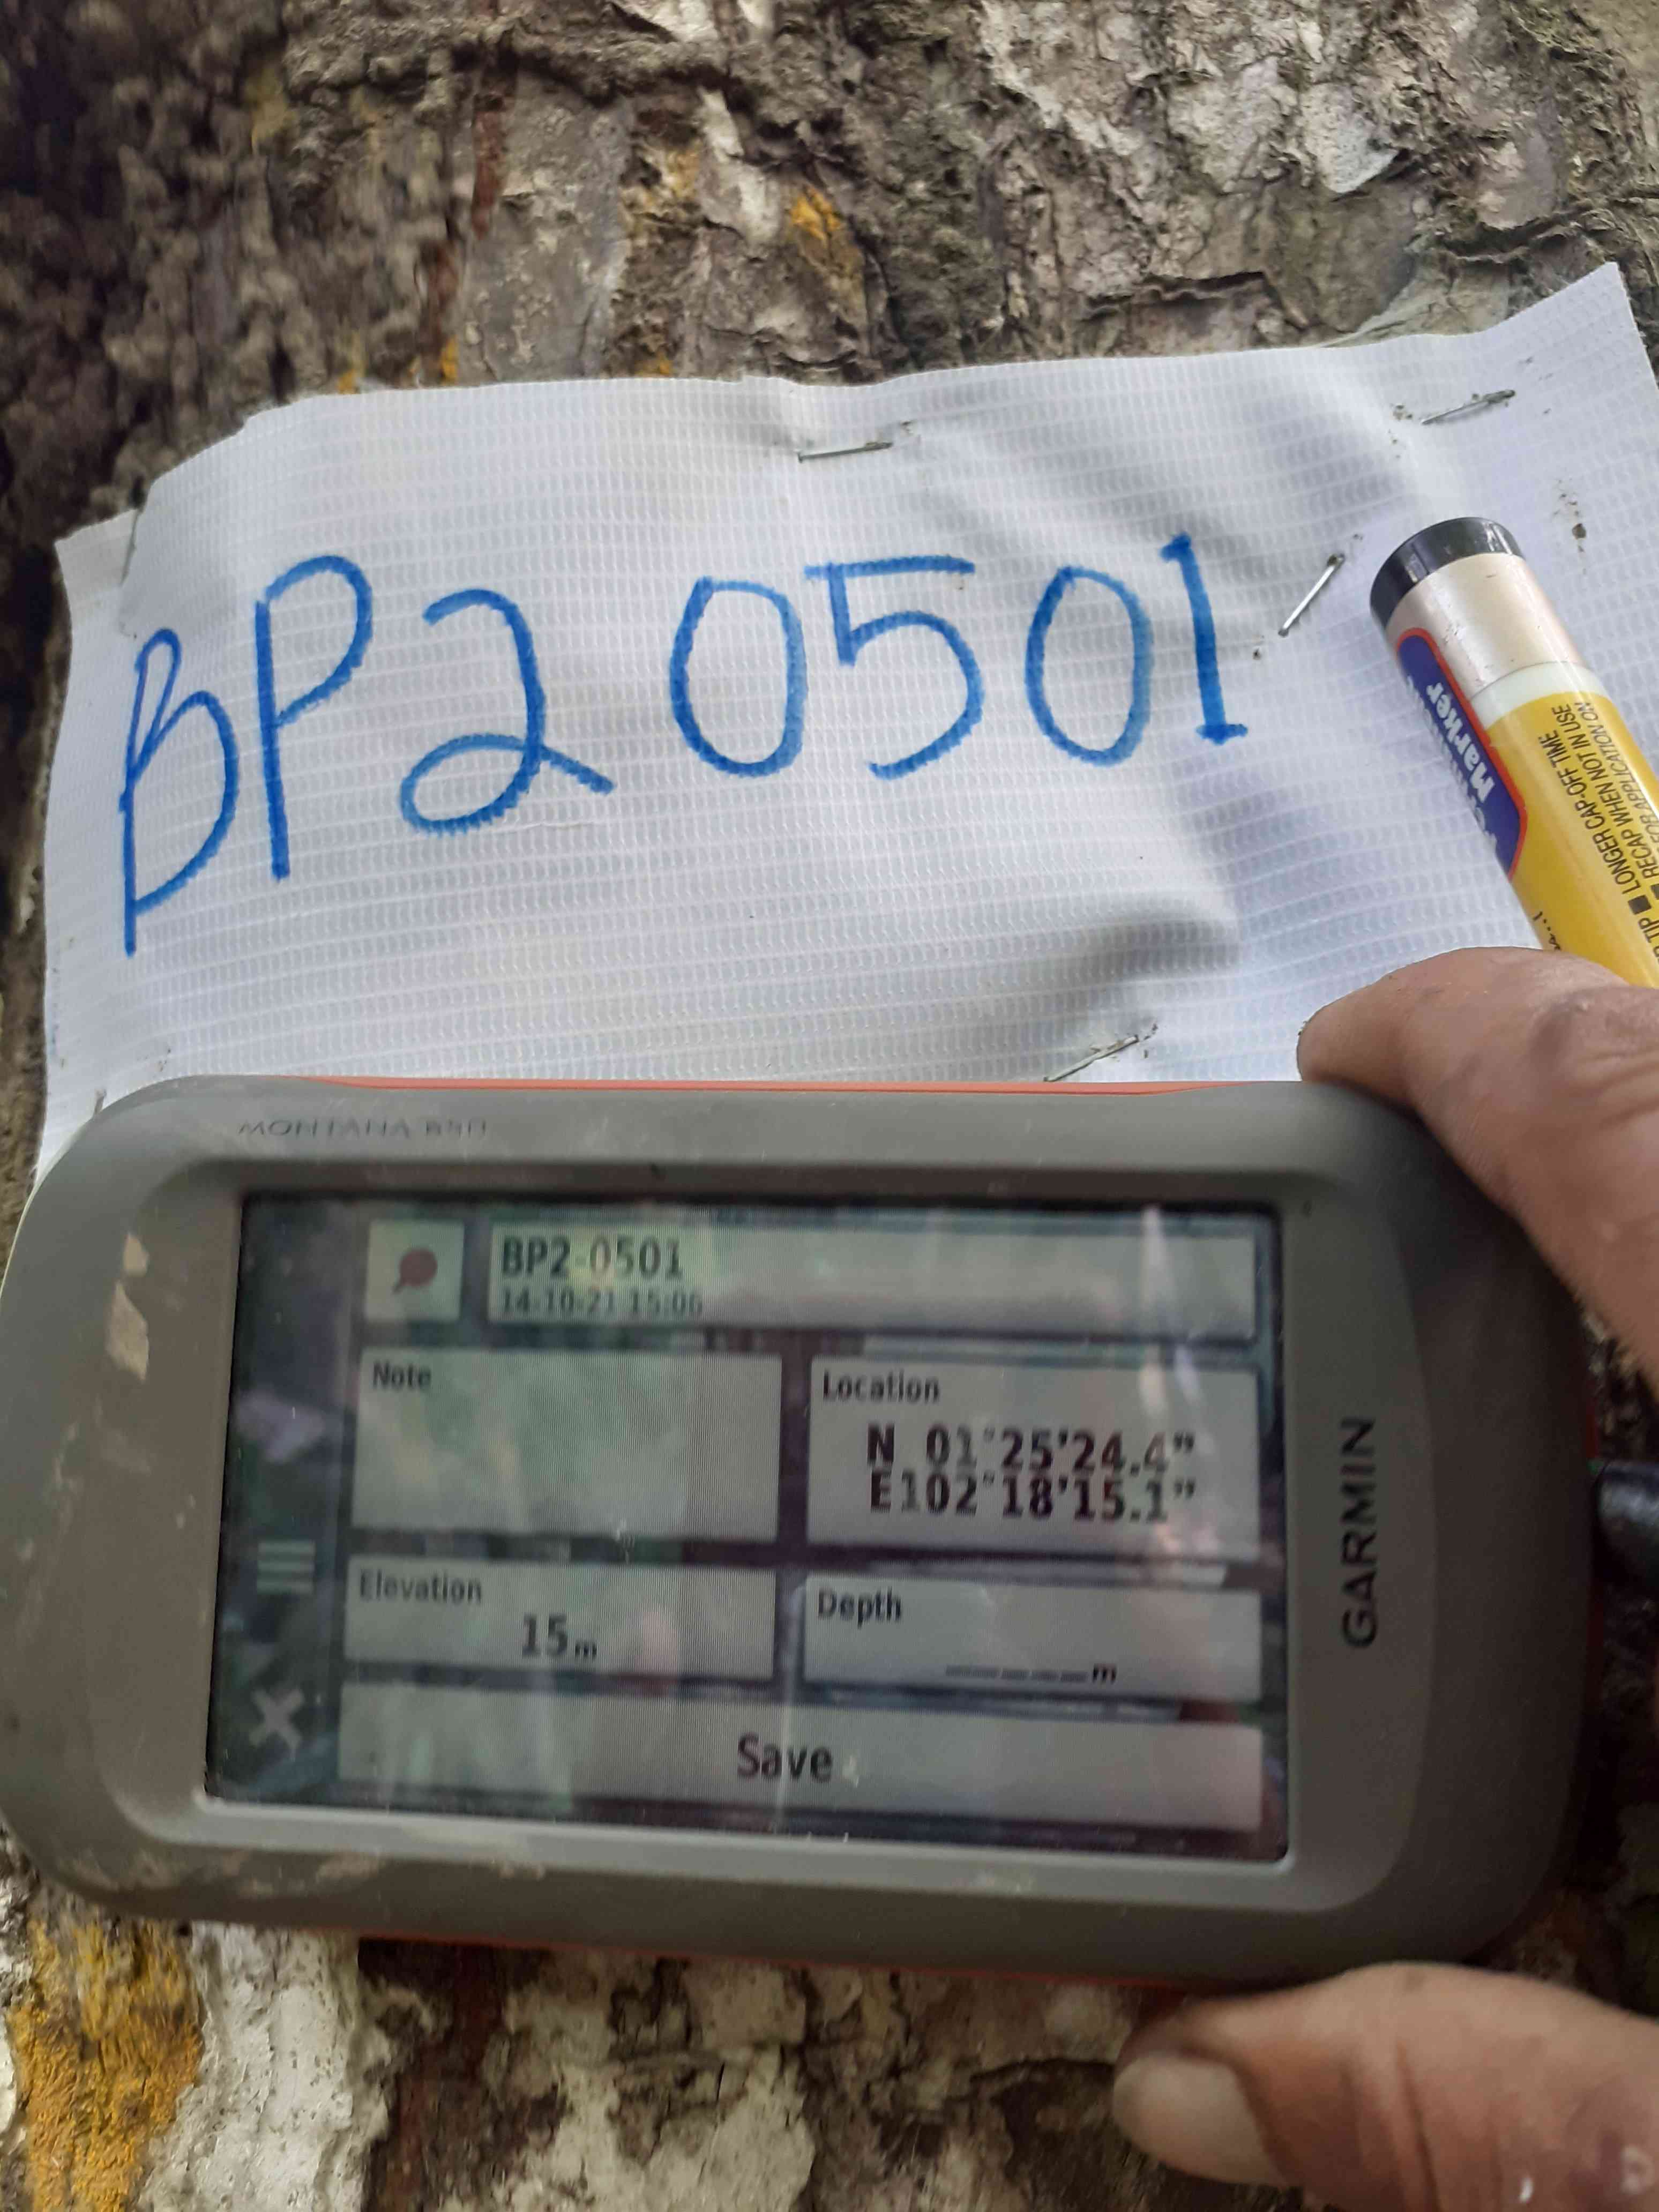 BP2 0501
Marker
LONGER CAP-OFF TIME
RECAP WHEN NOT IN USE
FOR APPLICATION ON
TIP
MONTANA 650
BP2-0501
14-10-21 15:06
Note
Location
N 01°25'24.4"
E102°18'15.1"
Elevation
15m
Depth
_____m
Save
GARMIN